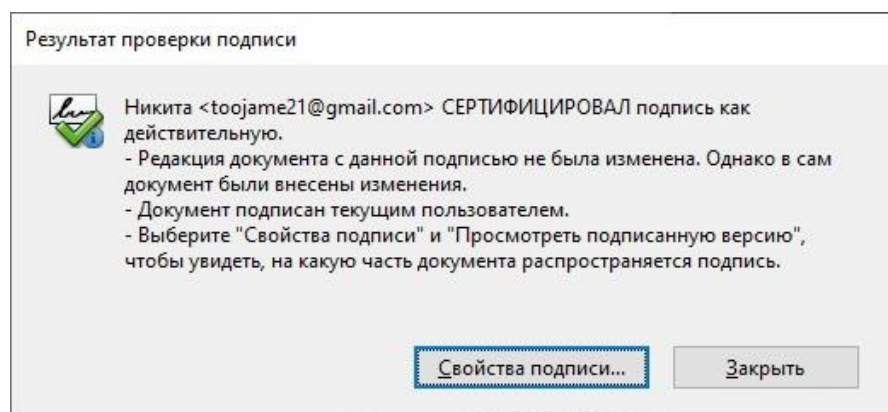 Результат проверки подписи
Никита <toojame21@gmail.com> СЕРТИФИЦИРОВАЛ подпись как
действительную.
- Редакция документа с данной подписью не была изменена. Однако в сам
документ были внесены изменения.
- Документ подписан текущим пользователем.
- Выберите "Свойства подписи" и "Просмотреть подписанную версию",
чтобы увидеть, на какую часть документа распространяется подпись.
Свойства подписи... Закрыть